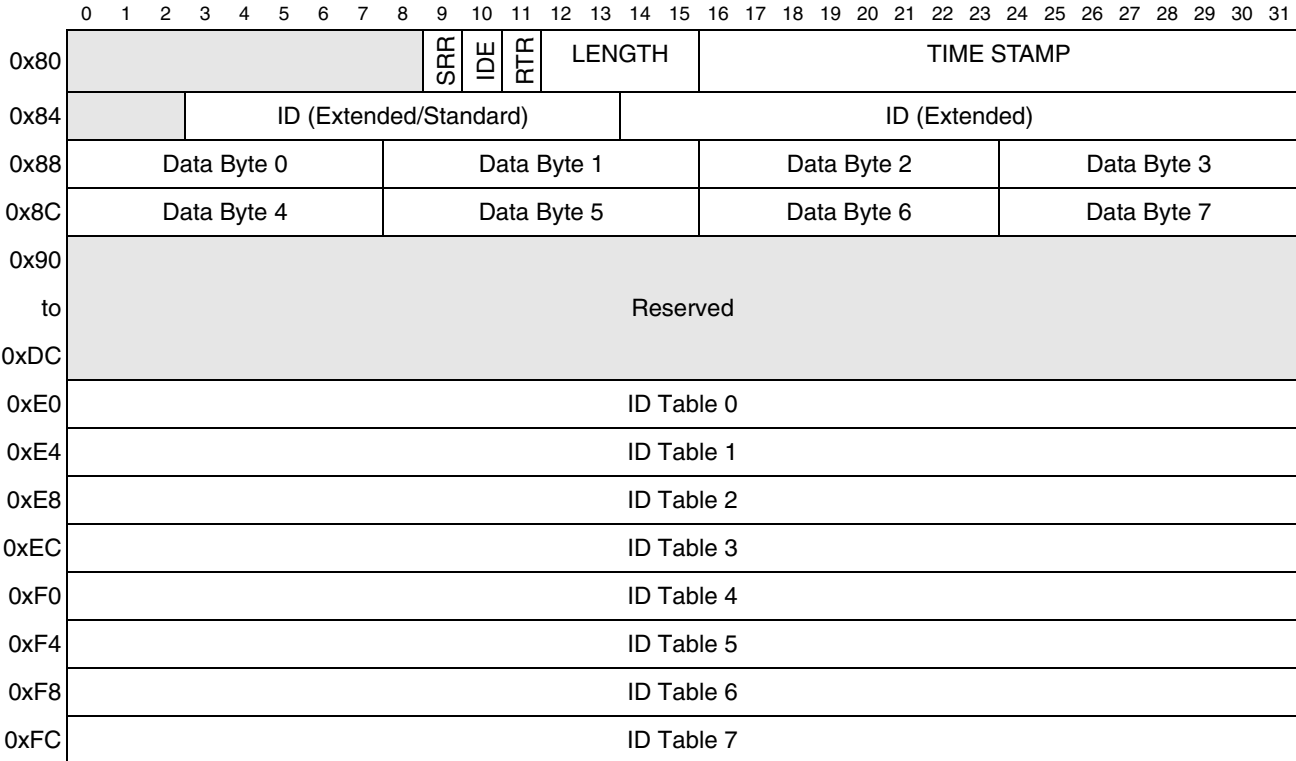 0 1 2 3 4 5 6 7 8 9 10 11 12 13 14 15 16 17 18 19 20 21 22 23 24 25 26 27 28 29 30 31
0x80 SRR IDE RTR LENGTH TIME STAMP
0x84 ID (Extended/Standard) ID (Extended)
0x88 Data Byte 0 Data Byte 1 Data Byte 2 Data Byte 3
0x8C Data Byte 4 Data Byte 5 Data Byte 6 Data Byte 7
0x90
to Reserved
0xDC
0xE0 ID Table 0
0xE4 ID Table 1
0xE8 ID Table 2
0xEC ID Table 3
0xF0 ID Table 4
0xF4 ID Table 5
0xF8 ID Table 6
0xFC ID Table 7